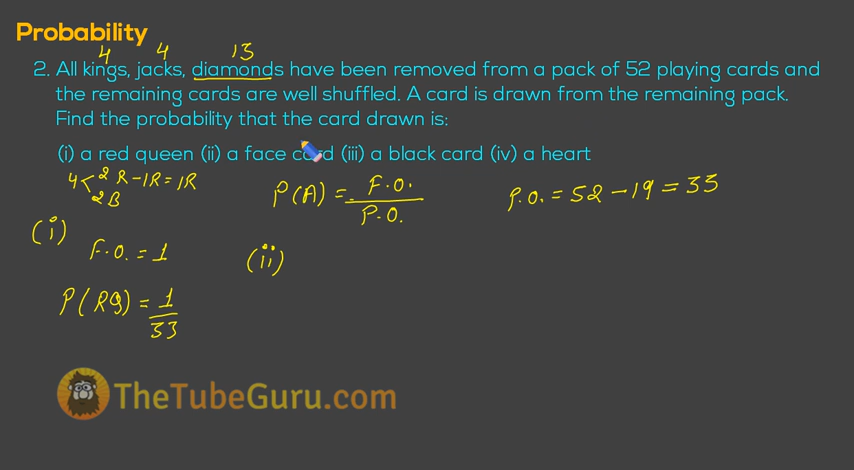 Probability
4 4 13
2. All kings, jacks, diamonds have been removed from a pack of 52 playing cards and
the remaining cards are well shuffled. A card is drawn from the remaining pack.
Find the probability that the card drawn is:
(i) a red queen (ii) a face card (iii) a black card (iv) a heart
4 < 2 R - 1R = 1R
2B
P(A) = F.O. / P.O.
P.O. = 52 - 19 = 33
(i)
F.O. = 1
(ii)
P(RQ) = 1 / 33
TheTubeGuru.com